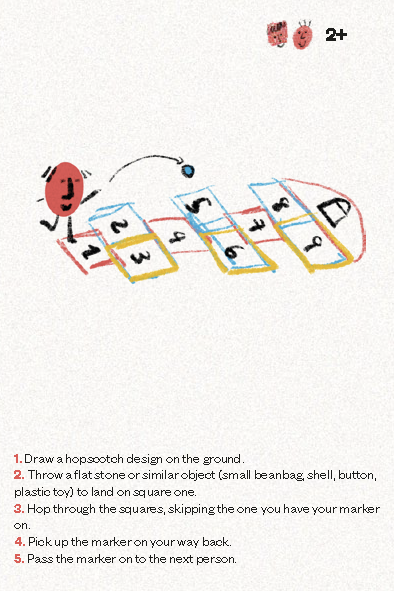 2+
1
2
3
4
5
6
7
8
9
1. Draw a hopscotch design on the ground.
2. Throw a flat stone or similar object (small beanbag, shell, button,
plastic toy) to land on square one.
3. Hop through the squares, skipping the one you have your marker
on.
4. Pick up the marker on your way back.
5. Pass the marker on to the next person.